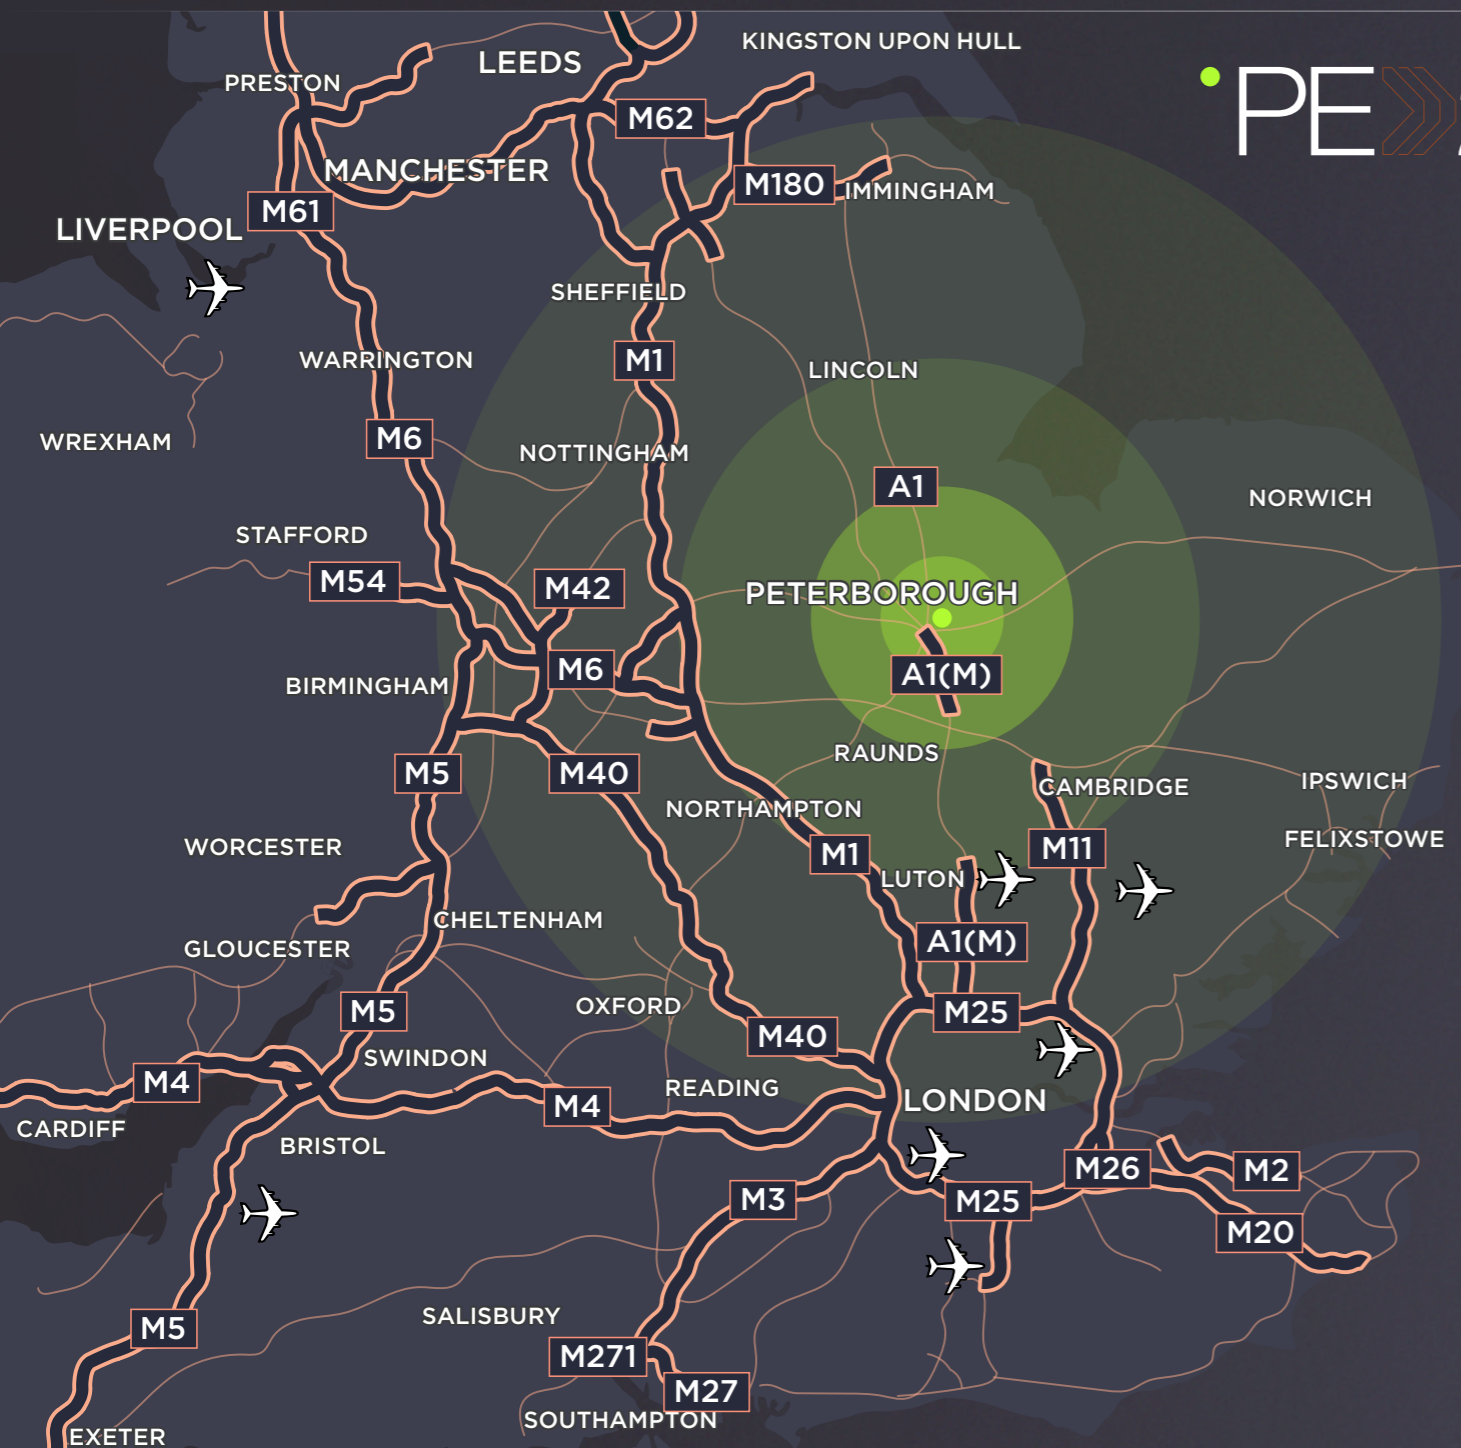 KINGSTON UPON HULL
LEEDS
PRESTON
PE
M62
MANCHESTER
M180
IMMINGHAM
M61
LIVERPOOL
SHEFFIELD
WARRINGTON
M1
LINCOLN
WREXHAM
M6
NOTTINGHAM
A1
NORWICH
STAFFORD
M54
M42
PETERBOROUGH
M6
A1(M)
BIRMINGHAM
RAUNDS
M5
M40
CAMBRIDGE
IPSWICH
NORTHAMPTON
WORCESTER
M1
M11
FELIXSTOWE
LUTON
CHELTENHAM
GLOUCESTER
A1(M)
M5
OXFORD
M25
M40
SWINDON
M4
READING
M4
LONDON
CARDIFF
BRISTOL
M26
M2
M3
M25
M20
SALISBURY
M5
M271
M27
SOUTHAMPTON
EXETER